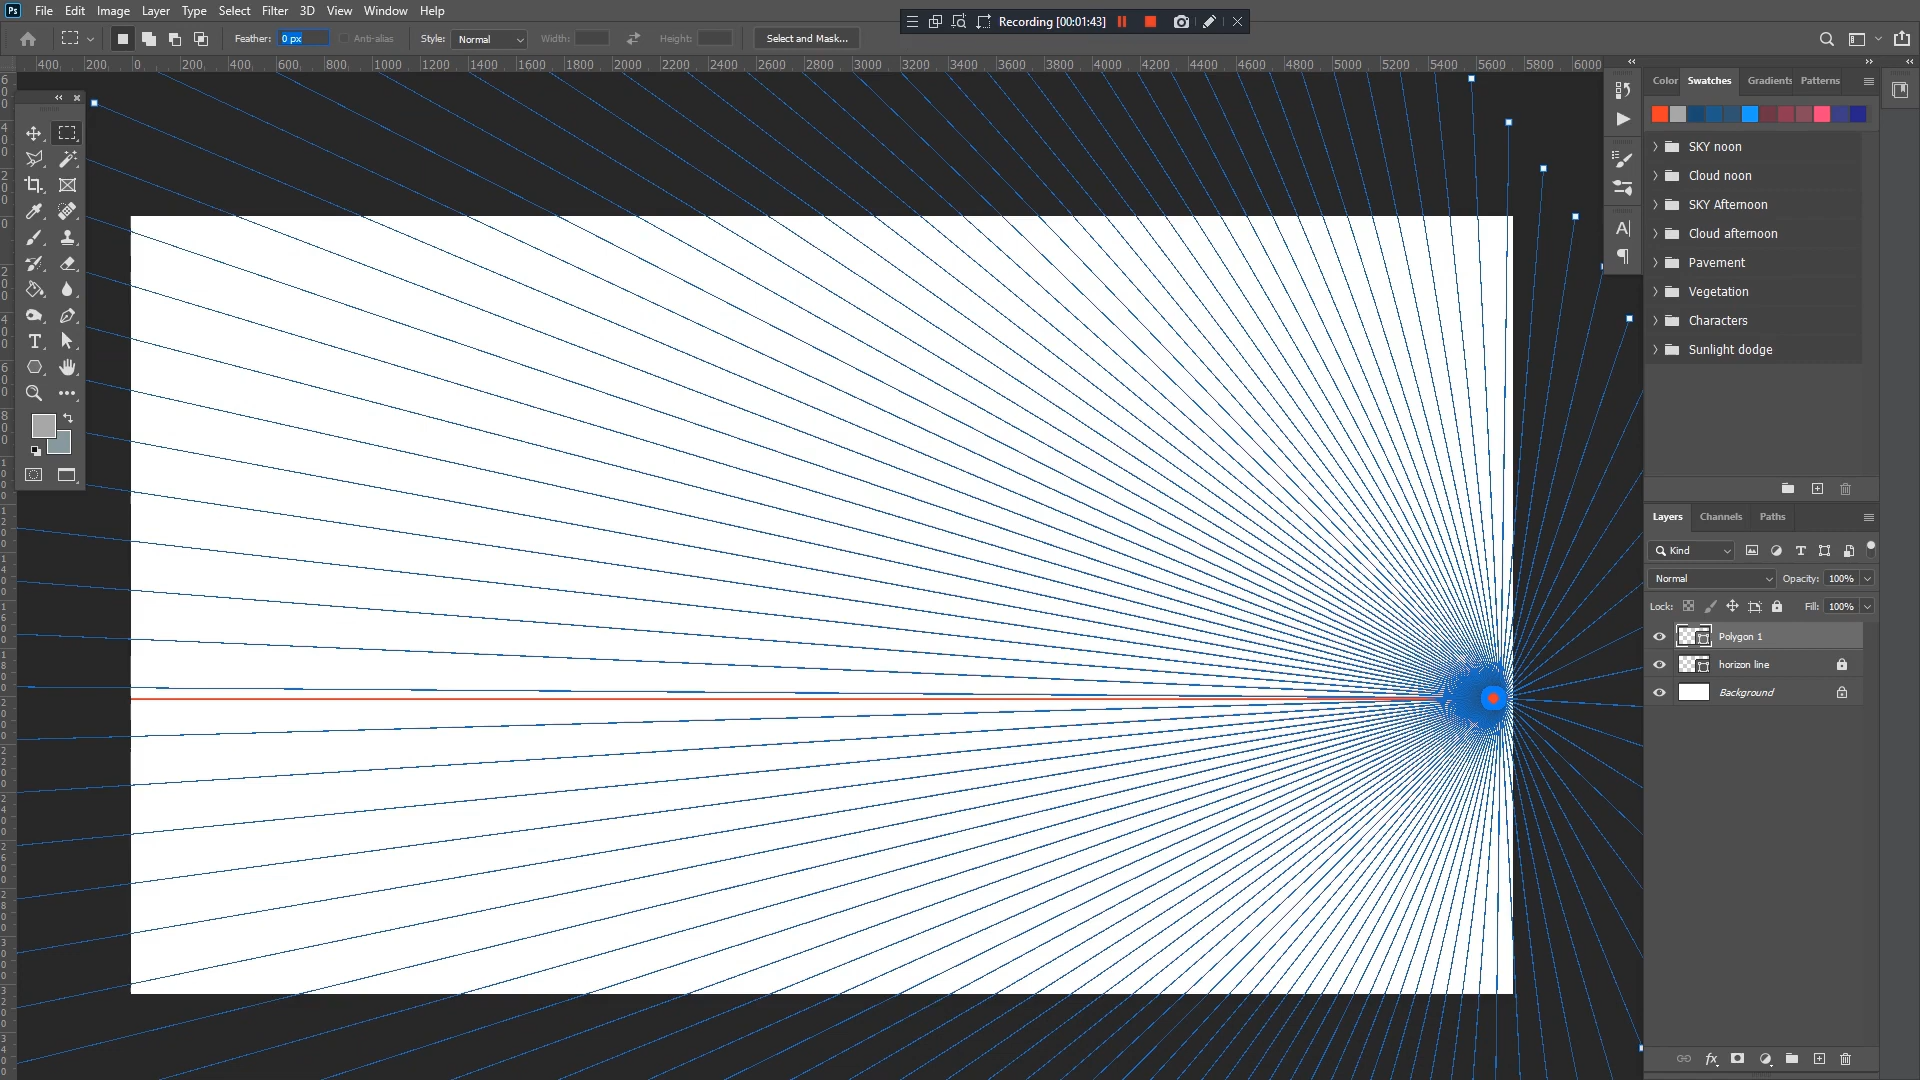 Ps File Edit Image Layer Type Select Filter 3D View Window Help
Recording [00:01:43]
Feather: 0 px Anti-alias Style: Normal Width: Height: Select and Mask...
400 200 0 200 400 600 800 1000 1200 1400 1600 1800 2000 2200 2400 2600 2800 3000 3200 3400 3600 3800 4000 4200 4400 4600 4800 5000 5200 5400 5600 5800 6000
Color Swatches Gradients Patterns
SKY noon
Cloud noon
SKY Afternoon
Cloud afternoon
Pavement
Vegetation
Characters
Sunlight dodge
Layers Channels Paths
Kind
Normal Opacity: 100%
Lock: Fill: 100%
Polygon 1
horizon line
Background